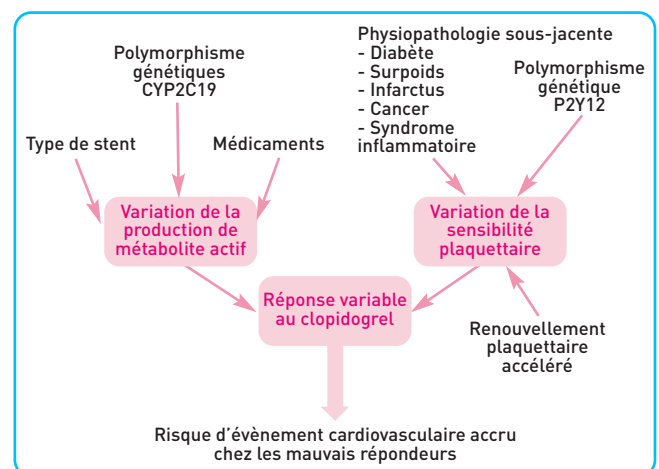 Physiopathologie sous-jacente
- Diabète
- Surpoids
- Infarctus
- Cancer
- Syndrome
inflammatoire
Polymorphisme
génétiques
CYP2C19
Polymorphisme
génétique
P2Y12
Type de stent
Médicaments
Variation de la
production de
métabolite actif
Variation de la
sensibilité
plaquettaire
Réponse variable
au clopidogrel
Renouvellement
plaquettaire
accéléré
Risque d'évènement cardiovasculaire accru
chez les mauvais répondeurs